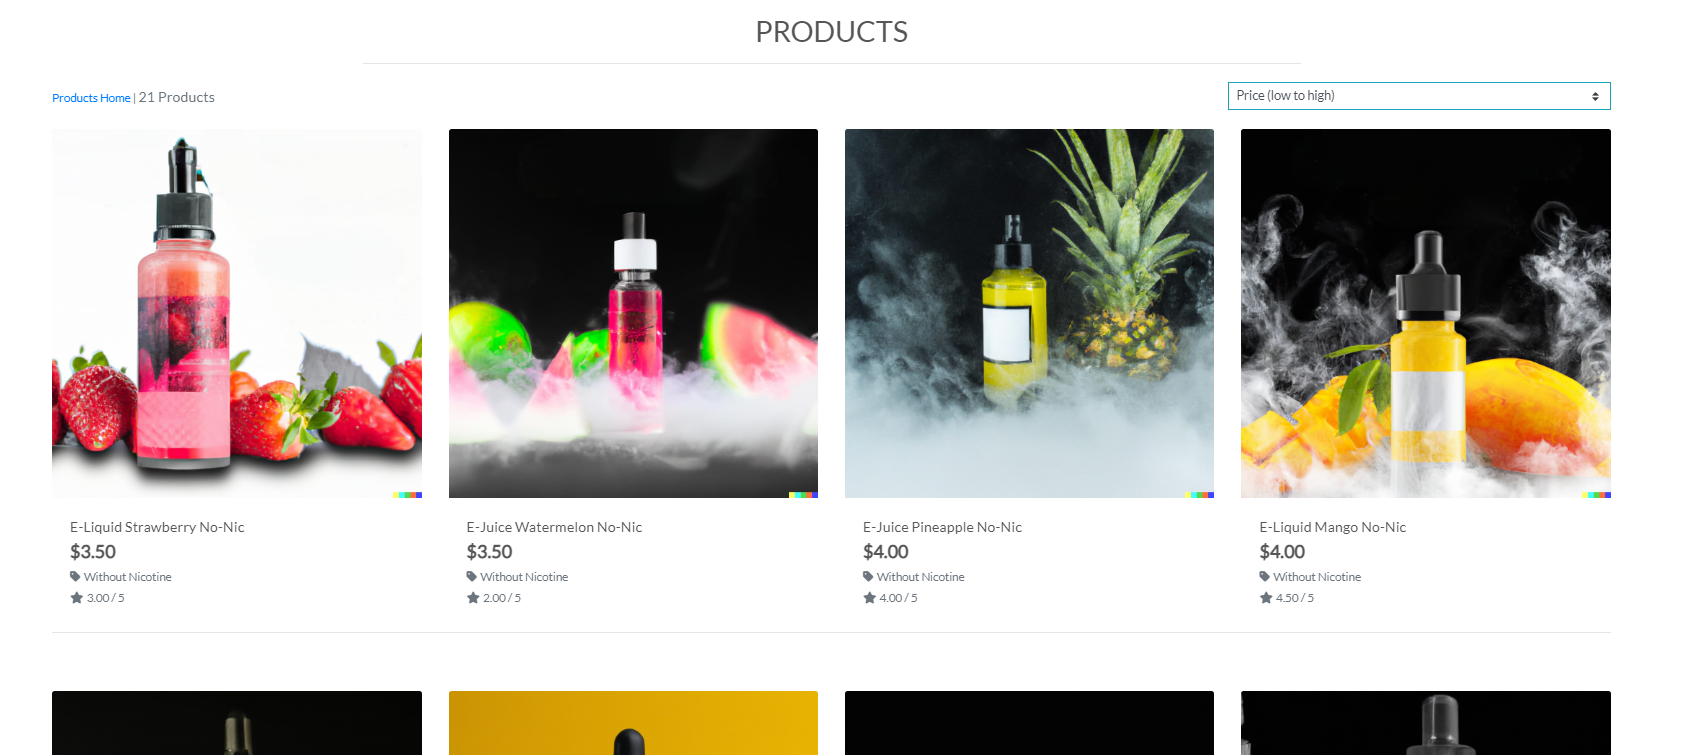 PRODUCTS
Products Home | 21 Products
Price (low to high)
E-Liquid Strawberry No-Nic
$3.50
Without Nicotine
3.00 / 5
E-Juice Watermelon No-Nic
$3.50
Without Nicotine
2.00 / 5
E-Juice Pineapple No-Nic
$4.00
Without Nicotine
4.00 / 5
E-Liquid Mango No-Nic
$4.00
Without Nicotine
4.50 / 5